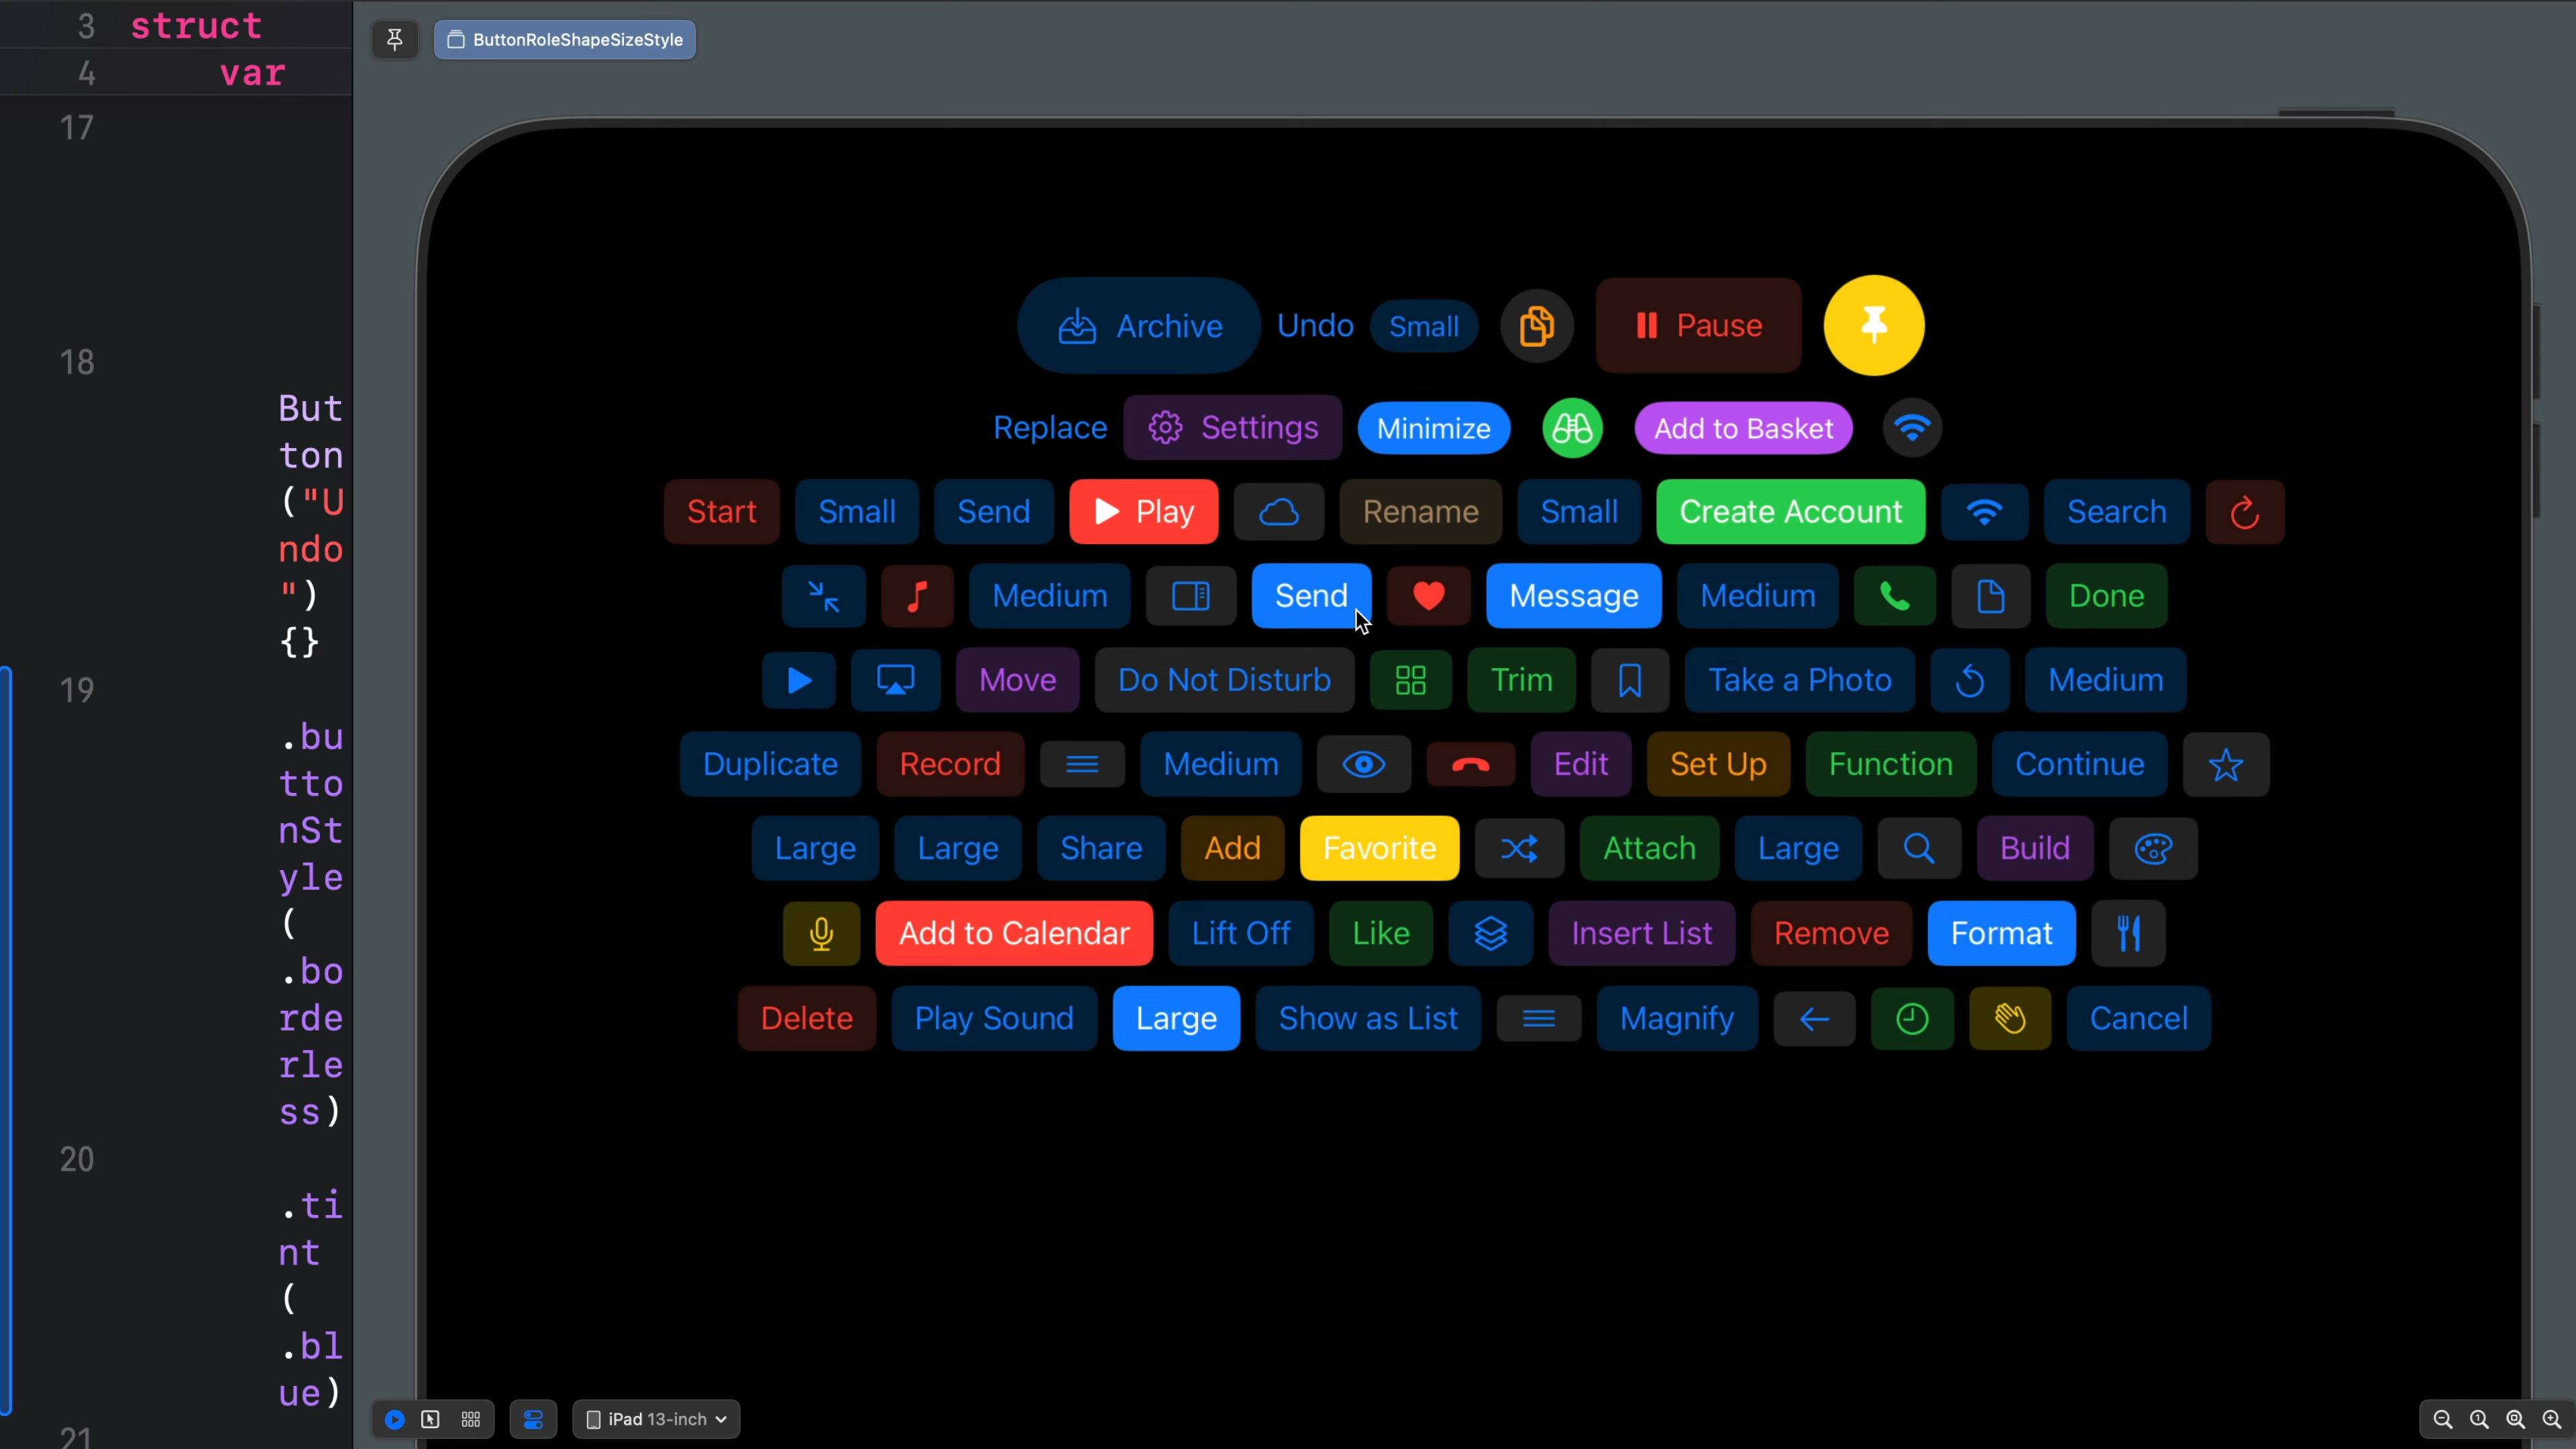 3 struct
4 var
17
18
But
ton
("U
ndo
")
{}
19
.bu
tto
nSt
yle
(
.bo
rde
rle
ss)
20
.ti
nt
(
.bl
ue)
21
ButtonRoleShapeSizeStyle
Archive Undo Small Pause
Replace Settings Minimize Add to Basket
Start Small Send Play Rename Small Create Account Search
Medium Send Message Medium Done
Move Do Not Disturb Trim Take a Photo Medium
Duplicate Record Medium Edit Set Up Function Continue
Large Large Share Add Favorite Attach Large Build
Add to Calendar Lift Off Like Insert List Remove Format
Delete Play Sound Large Show as List Magnify Cancel
iPad 13-inch